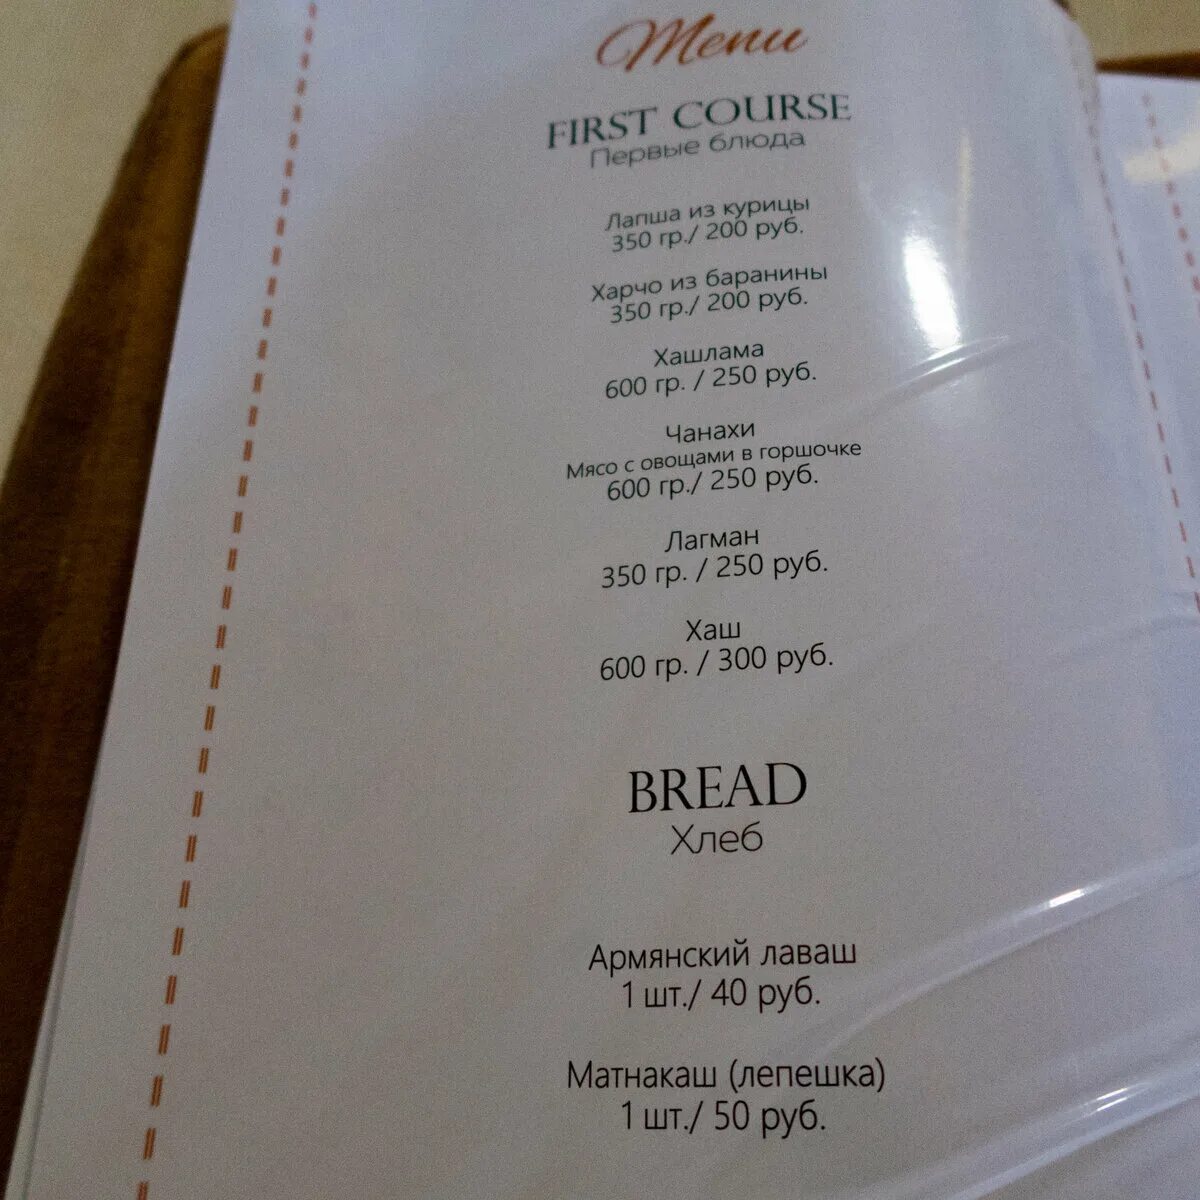 Menu
FIRST COURSE
Первые блюда
Лапша из курицы
350 гр./ 200 руб.
Харчо из баранины
350 гр./ 200 руб.
Хашлама
600 гр. / 250 руб.
Чанахи
Мясо с овощами в горшочке
600 гр./ 250 руб.
Лагман
350 гр. / 250 руб.
Хаш
600 гр. / 300 руб.
BREAD
Хлеб
Армянский лаваш
1 шт./ 40 руб.
Матнакаш (лепешка)
1 шт./ 50 руб.